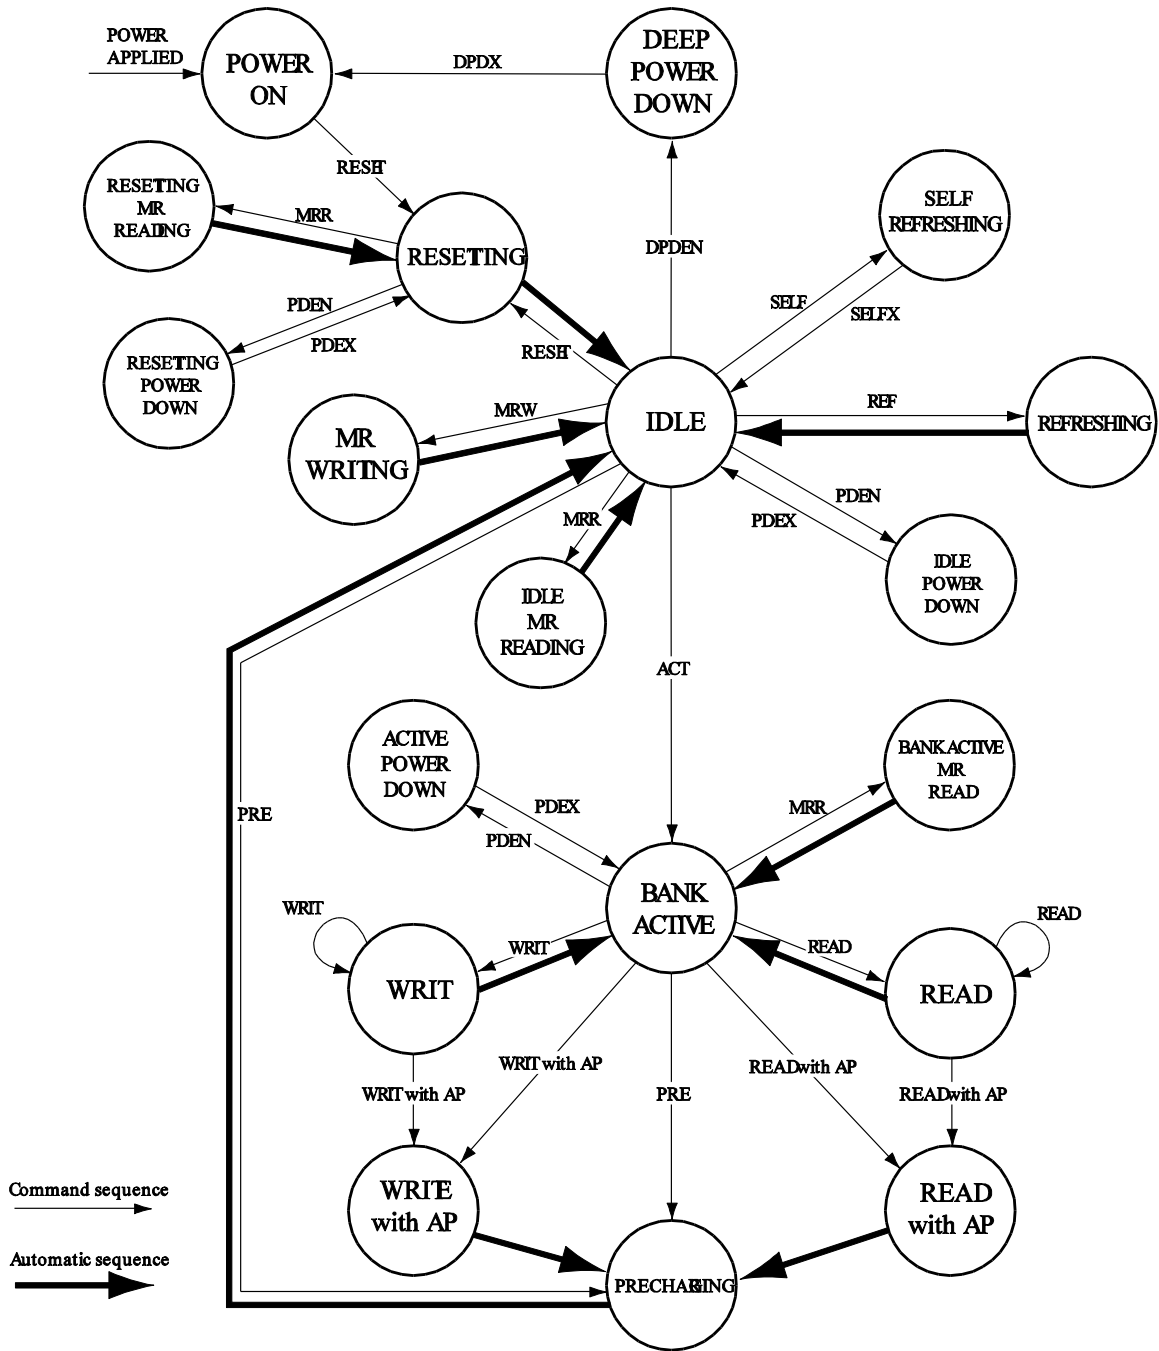 POWER
APPLIED
POWER
ON
DPDX
DEEP
POWER
DOWN
RESET
RESETTING
MR
READING
MRR
RESETTING
SELF
REFRESHING
DPDEN
PDEN
PDEX
RESETTING
POWER
DOWN
RESET
SELF
SELFX
MRW
IDLE
REF
REFRESHING
MR
WRITING
MRR
PDEN
PDEX
IDLE
MR
READING
IDLE
POWER
DOWN
ACT
ACTIVE
POWER
DOWN
BANK ACTIVE
MR
READ
PRE
PDEX
PDEN
MRR
BANK
ACTIVE
WRIT
WRIT
READ
READ
WRIT
READ
WRIT with AP
WRIT with AP
PRE
READ with AP
READ with AP
WRITE
with AP
READ
with AP
Command sequence
Automatic sequence
PRECHARGING